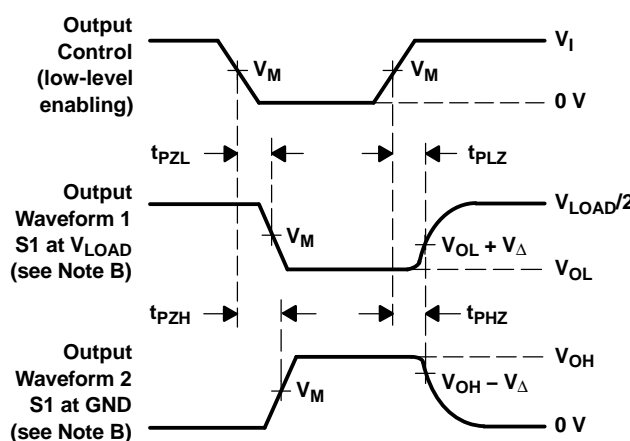 Output
Control
(low-level
enabling)
V_M
V_M
V_I
0 V
t_PZL
t_PLZ
Output
Waveform 1
S1 at V_LOAD
(see Note B)
V_M
V_LOAD/2
V_OL + V_Δ
V_OL
t_PZH
t_PHZ
Output
Waveform 2
S1 at GND
(see Note B)
V_M
V_OH
V_OH − V_Δ
0 V